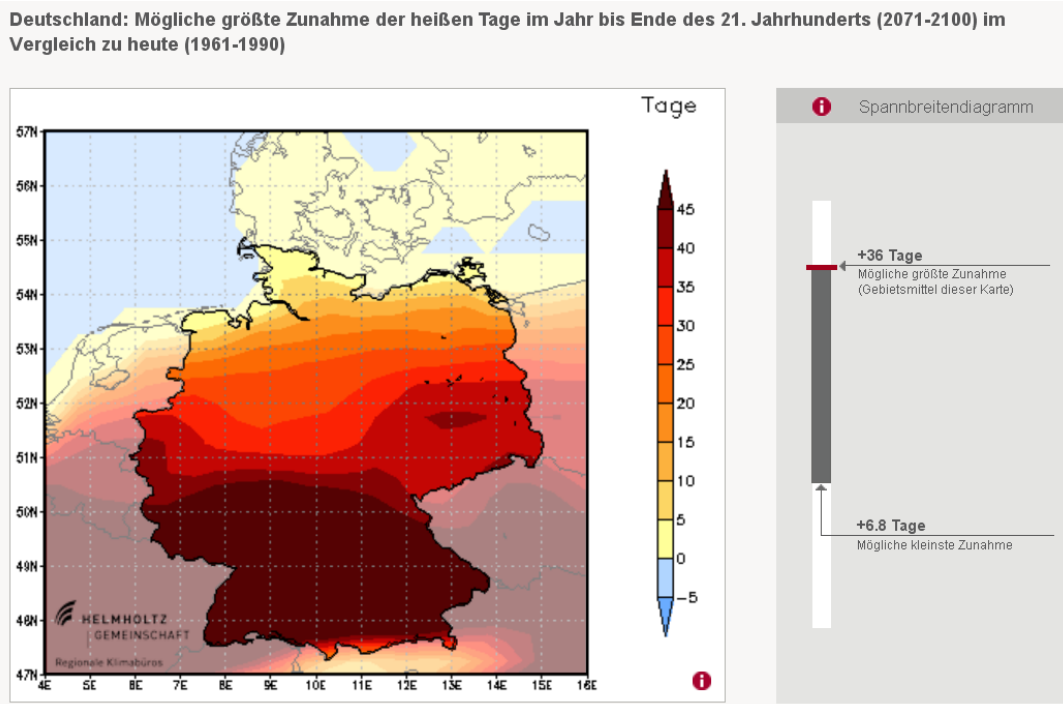 Deutschland: Mögliche größte Zunahme der heißen Tage im Jahr bis Ende des 21. Jahrhunderts (2071-2100) im
Vergleich zu heute (1961-1990)
Tage
57N
56N
55N
54N
53N
52N
51N
50N
49N
48N
47N
4E 5E 6E 7E 8E 9E 10E 11E 12E 13E 14E 15E 16E
HELMHOLTZ
GEMEINSCHAFT
Regionale Klimabüros
45
40
35
30
25
20
15
10
5
0
-5
i
i Spannbreitendiagramm
+36 Tage
Mögliche größte Zunahme
(Gebietsmittel dieser Karte)
+6.8 Tage
Mögliche kleinste Zunahme